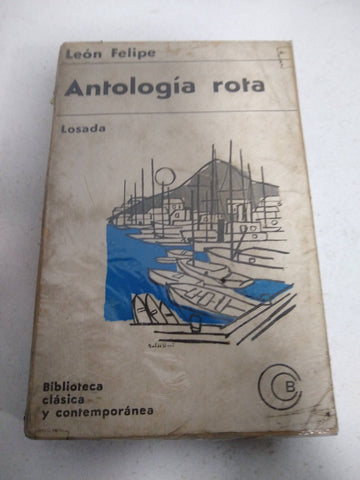 León Felipe
Antología rota
Losada
Biblioteca
clásica
y contemporánea
B